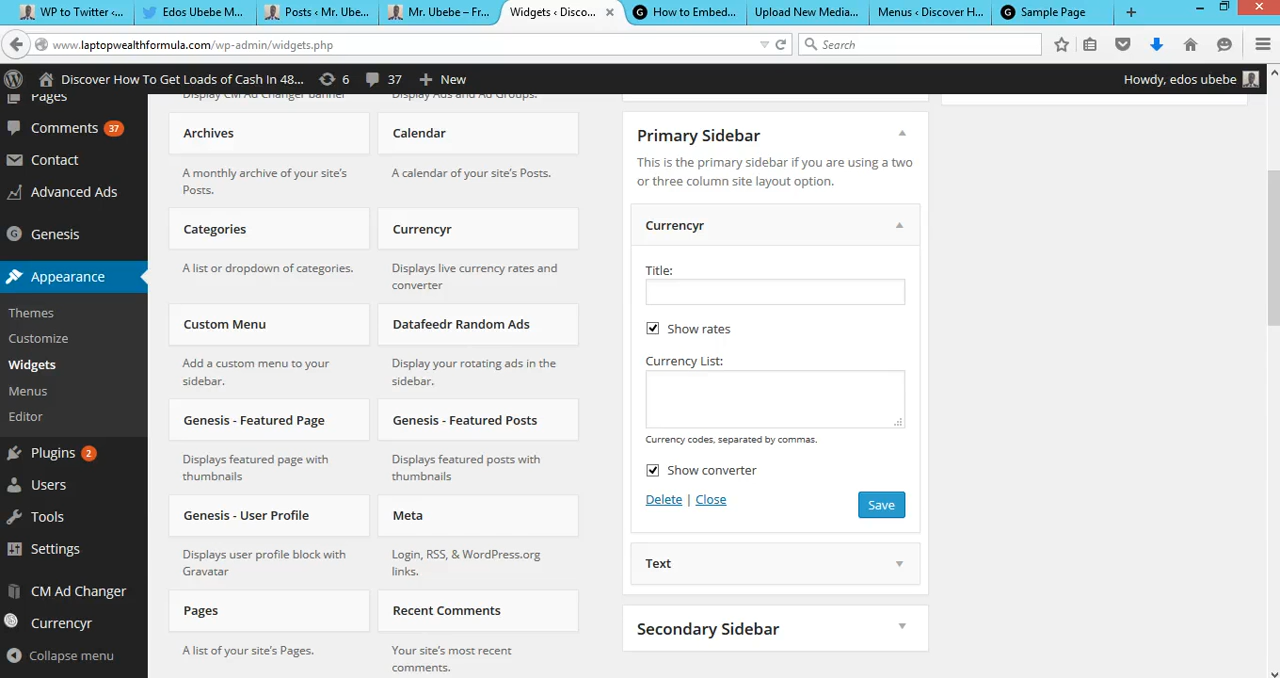 WP to Twitter ‹...
Edos Ubebe M...
Posts ‹ Mr. Ube...
Mr. Ubebe – Fr...
Widgets ‹ Disco...
How to Embed...
Upload New Media...
Menus ‹ Discover H...
Sample Page
www.laptopwealthformula.com/wp-admin/widgets.php
Search
Discover How To Get Loads of Cash In 48...
6
37
New
Howdy, edos ubebe
Pages
Comments 37
Contact
Advanced Ads
Genesis
Appearance
Themes
Customize
Widgets
Menus
Editor
Plugins 2
Users
Tools
Settings
CM Ad Changer
Currencyr
Collapse menu
Display CM Ad Changer banner
Display Ads and Ad Groups.
Archives
A monthly archive of your site's
Posts.
Calendar
A calendar of your site's Posts.
Categories
A list or dropdown of categories.
Currencyr
Displays live currency rates and
converter
Custom Menu
Add a custom menu to your
sidebar.
Datafeedr Random Ads
Display your rotating ads in the
sidebar.
Genesis - Featured Page
Displays featured page with
thumbnails
Genesis - Featured Posts
Displays featured posts with
thumbnails
Genesis - User Profile
Displays user profile block with
Gravatar
Meta
Login, RSS, & WordPress.org
links.
Pages
A list of your site's Pages.
Recent Comments
Your site's most recent
comments.
Primary Sidebar
This is the primary sidebar if you are using a two
or three column site layout option.
Currencyr
Title:
Show rates
Currency List:
Currency codes, separated by commas.
Show converter
Delete | Close
Save
Text
Secondary Sidebar